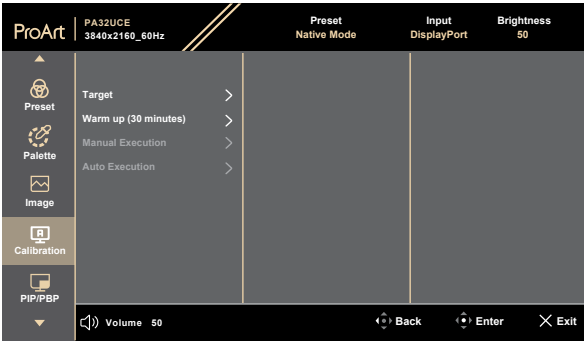 ProArt
PA32UCE
3840x2160_60Hz
Preset
Native Mode
Input
DisplayPort
Brightness
50
Preset
Palette
Image
Calibration
PIP/PBP
Target
Warm up (30 minutes)
Manual Execution
Auto Execution
Volume 50
Back
Enter
Exit